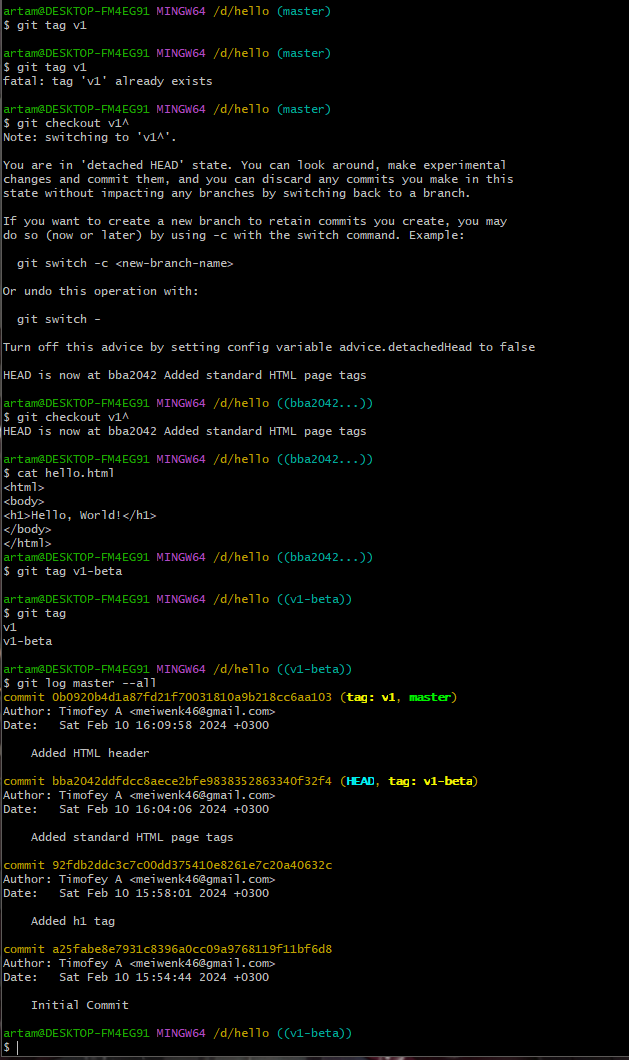 artam@DESKTOP-FM4EG91 MINGW64 /d/hello (master)
$ git tag v1
artam@DESKTOP-FM4EG91 MINGW64 /d/hello (master)
$ git tag v1
fatal: tag 'v1' already exists
artam@DESKTOP-FM4EG91 MINGW64 /d/hello (master)
$ git checkout v1^
Note: switching to 'v1^'.
You are in 'detached HEAD' state. You can look around, make experimental
changes and commit them, and you can discard any commits you make in this
state without impacting any branches by switching back to a branch.
If you want to create a new branch to retain commits you create, you may
do so (now or later) by using -c with the switch command. Example:
git switch -c <new-branch-name>
Or undo this operation with:
git switch -
Turn off this advice by setting config variable advice.detachedHead to false
HEAD is now at bba2042 Added standard HTML page tags
artam@DESKTOP-FM4EG91 MINGW64 /d/hello ((bba2042...))
$ git checkout v1^
HEAD is now at bba2042 Added standard HTML page tags
artam@DESKTOP-FM4EG91 MINGW64 /d/hello ((bba2042...))
$ cat hello.html
<html>
<body>
<h1>Hello, World!</h1>
</body>
</html>
artam@DESKTOP-FM4EG91 MINGW64 /d/hello ((bba2042...))
$ git tag v1-beta
artam@DESKTOP-FM4EG91 MINGW64 /d/hello ((v1-beta))
$ git tag
v1
v1-beta
artam@DESKTOP-FM4EG91 MINGW64 /d/hello ((v1-beta))
$ git log master --all
commit 0b0920b4d1a87fd21f70031810a9b218cc6aa103 (tag: v1, master)
Author: Timofey A <meiwenk46@gmail.com>
Date:   Sat Feb 10 16:09:58 2024 +0300
Added HTML header
commit bba2042ddfdcc8aece2bfe9838352863340f32f4 (HEAD, tag: v1-beta)
Author: Timofey A <meiwenk46@gmail.com>
Date:   Sat Feb 10 16:04:06 2024 +0300
Added standard HTML page tags
commit 92fdb2ddc3c7c00dd375410e8261e7c20a40632c
Author: Timofey A <meiwenk46@gmail.com>
Date:   Sat Feb 10 15:58:01 2024 +0300
Added h1 tag
commit a25fabe8e7931c8396a0cc09a9768119f11bf6d8
Author: Timofey A <meiwenk46@gmail.com>
Date:   Sat Feb 10 15:54:44 2024 +0300
Initial Commit
artam@DESKTOP-FM4EG91 MINGW64 /d/hello ((v1-beta))
$